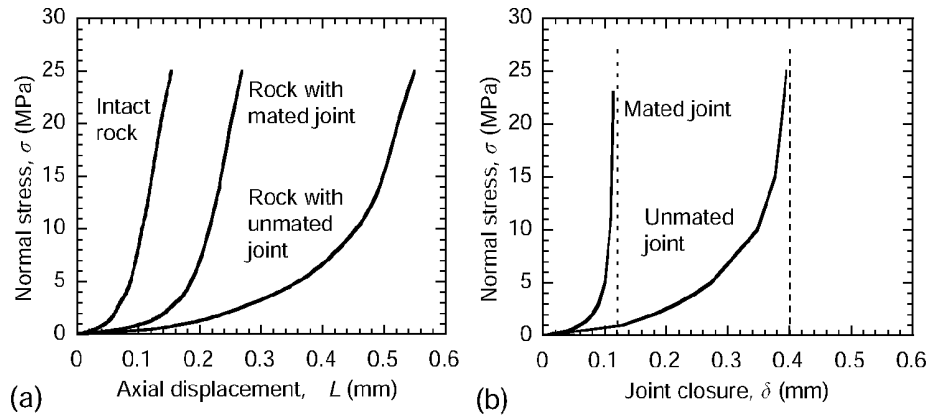 30
25
20
15
10
5
0
Normal stress, σ (MPa)
Intact
rock
Rock with
mated joint
Rock with
unmated
joint
0 0.1 0.2 0.3 0.4 0.5 0.6
Axial displacement, L (mm)
(a)
30
25
20
15
10
5
0
Normal stress, σ (MPa)
Mated joint
Unmated
joint
0 0.1 0.2 0.3 0.4 0.5 0.6
Joint closure, δ (mm)
(b)